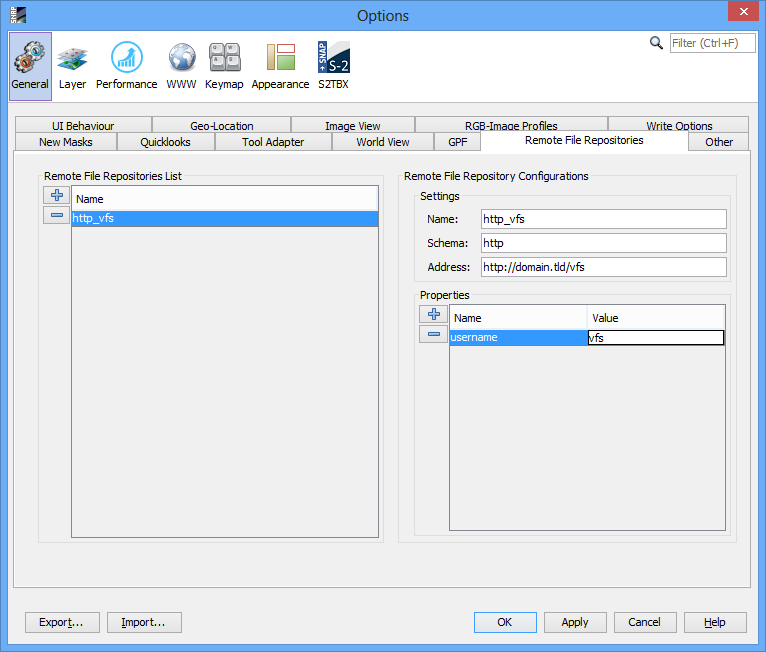 Options
SNAP
Filter (Ctrl+F)
+ SNAP
S-2
General Layer Performance WWW Keymap Appearance S2TBX
UI Behaviour Geo-Location Image View RGB-Image Profiles Write Options
New Masks Quicklooks Tool Adapter World View GPF Remote File Repositories Other
Remote File Repositories List
Name
http_vfs
Remote File Repository Configurations
Settings
Name: http_vfs
Schema: http
Address: http://domain.tld/vfs
Properties
Name Value
username vfs
Export... Import... OK Apply Cancel Help